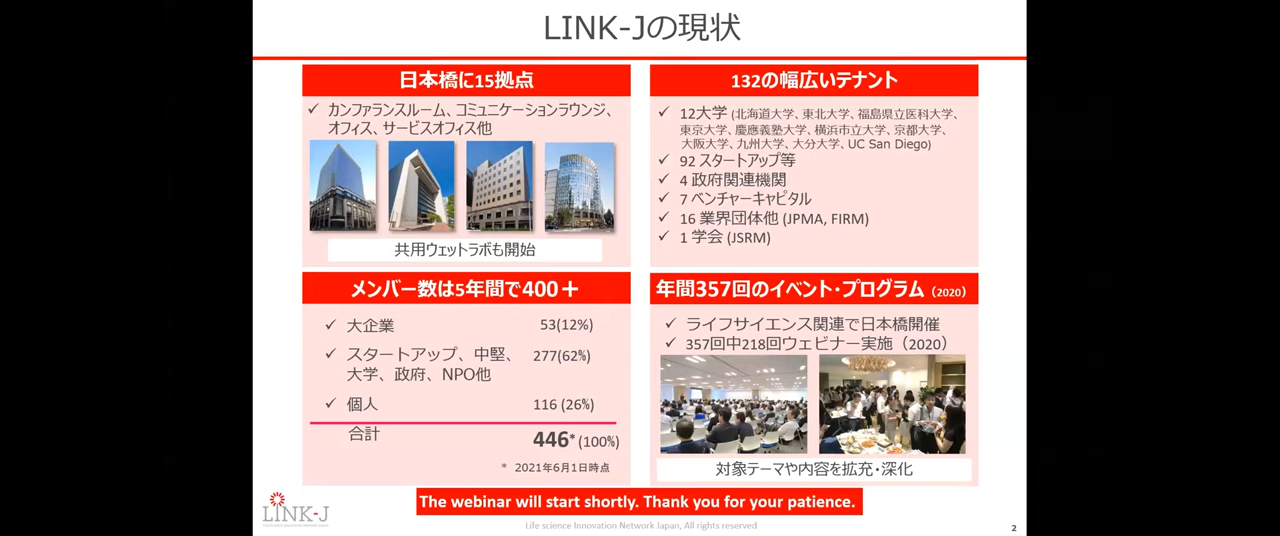 LINK-Jの現状
日本橋に15拠点
✓ カンファランスルーム、コミュニケーションラウンジ、
オフィス、サービスオフィス他
共用ウェットラボも開始
132の幅広いテナント
✓ 12大学 (北海道大学、東北大学、福島県立医科大学、
東京大学、慶應義塾大学、横浜市立大学、京都大学、
大阪大学、九州大学、大分大学、UC San Diego)
✓ 92 スタートアップ等
✓ 4 政府関連機関
✓ 7 ベンチャーキャピタル
✓ 16 業界団体他 (JPMA, FIRM)
✓ 1 学会 (JSRM)
メンバー数は5年間で400＋
✓ 大企業 53(12%)
✓ スタートアップ、中堅、 277(62%)
大学、政府、NPO他
✓ 個人 116 (26%)
合計 446* (100%)
* 2021年6月1日時点
年間357回のイベント・プログラム（2020）
✓ ライフサイエンス関連で日本橋開催
✓ 357回中218回ウェビナー実施（2020）
対象テーマや内容を拡充・深化
The webinar will start shortly. Thank you for your patience.
LINK-J
Life science Innovation Network Japan, All rights reserved
2